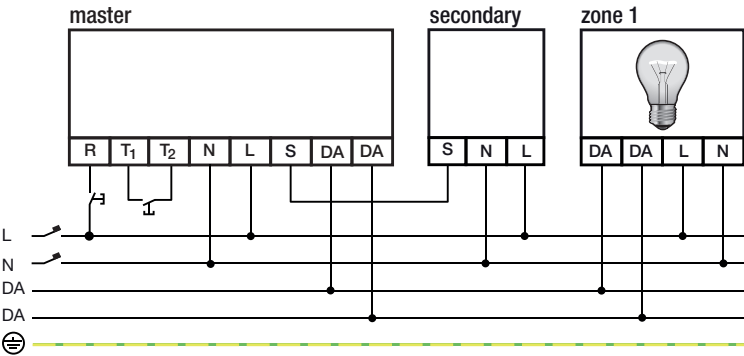 master secondary zone 1
R T1 T2 N L S DA DA S N L DA DA L N
L
N
DA
DA